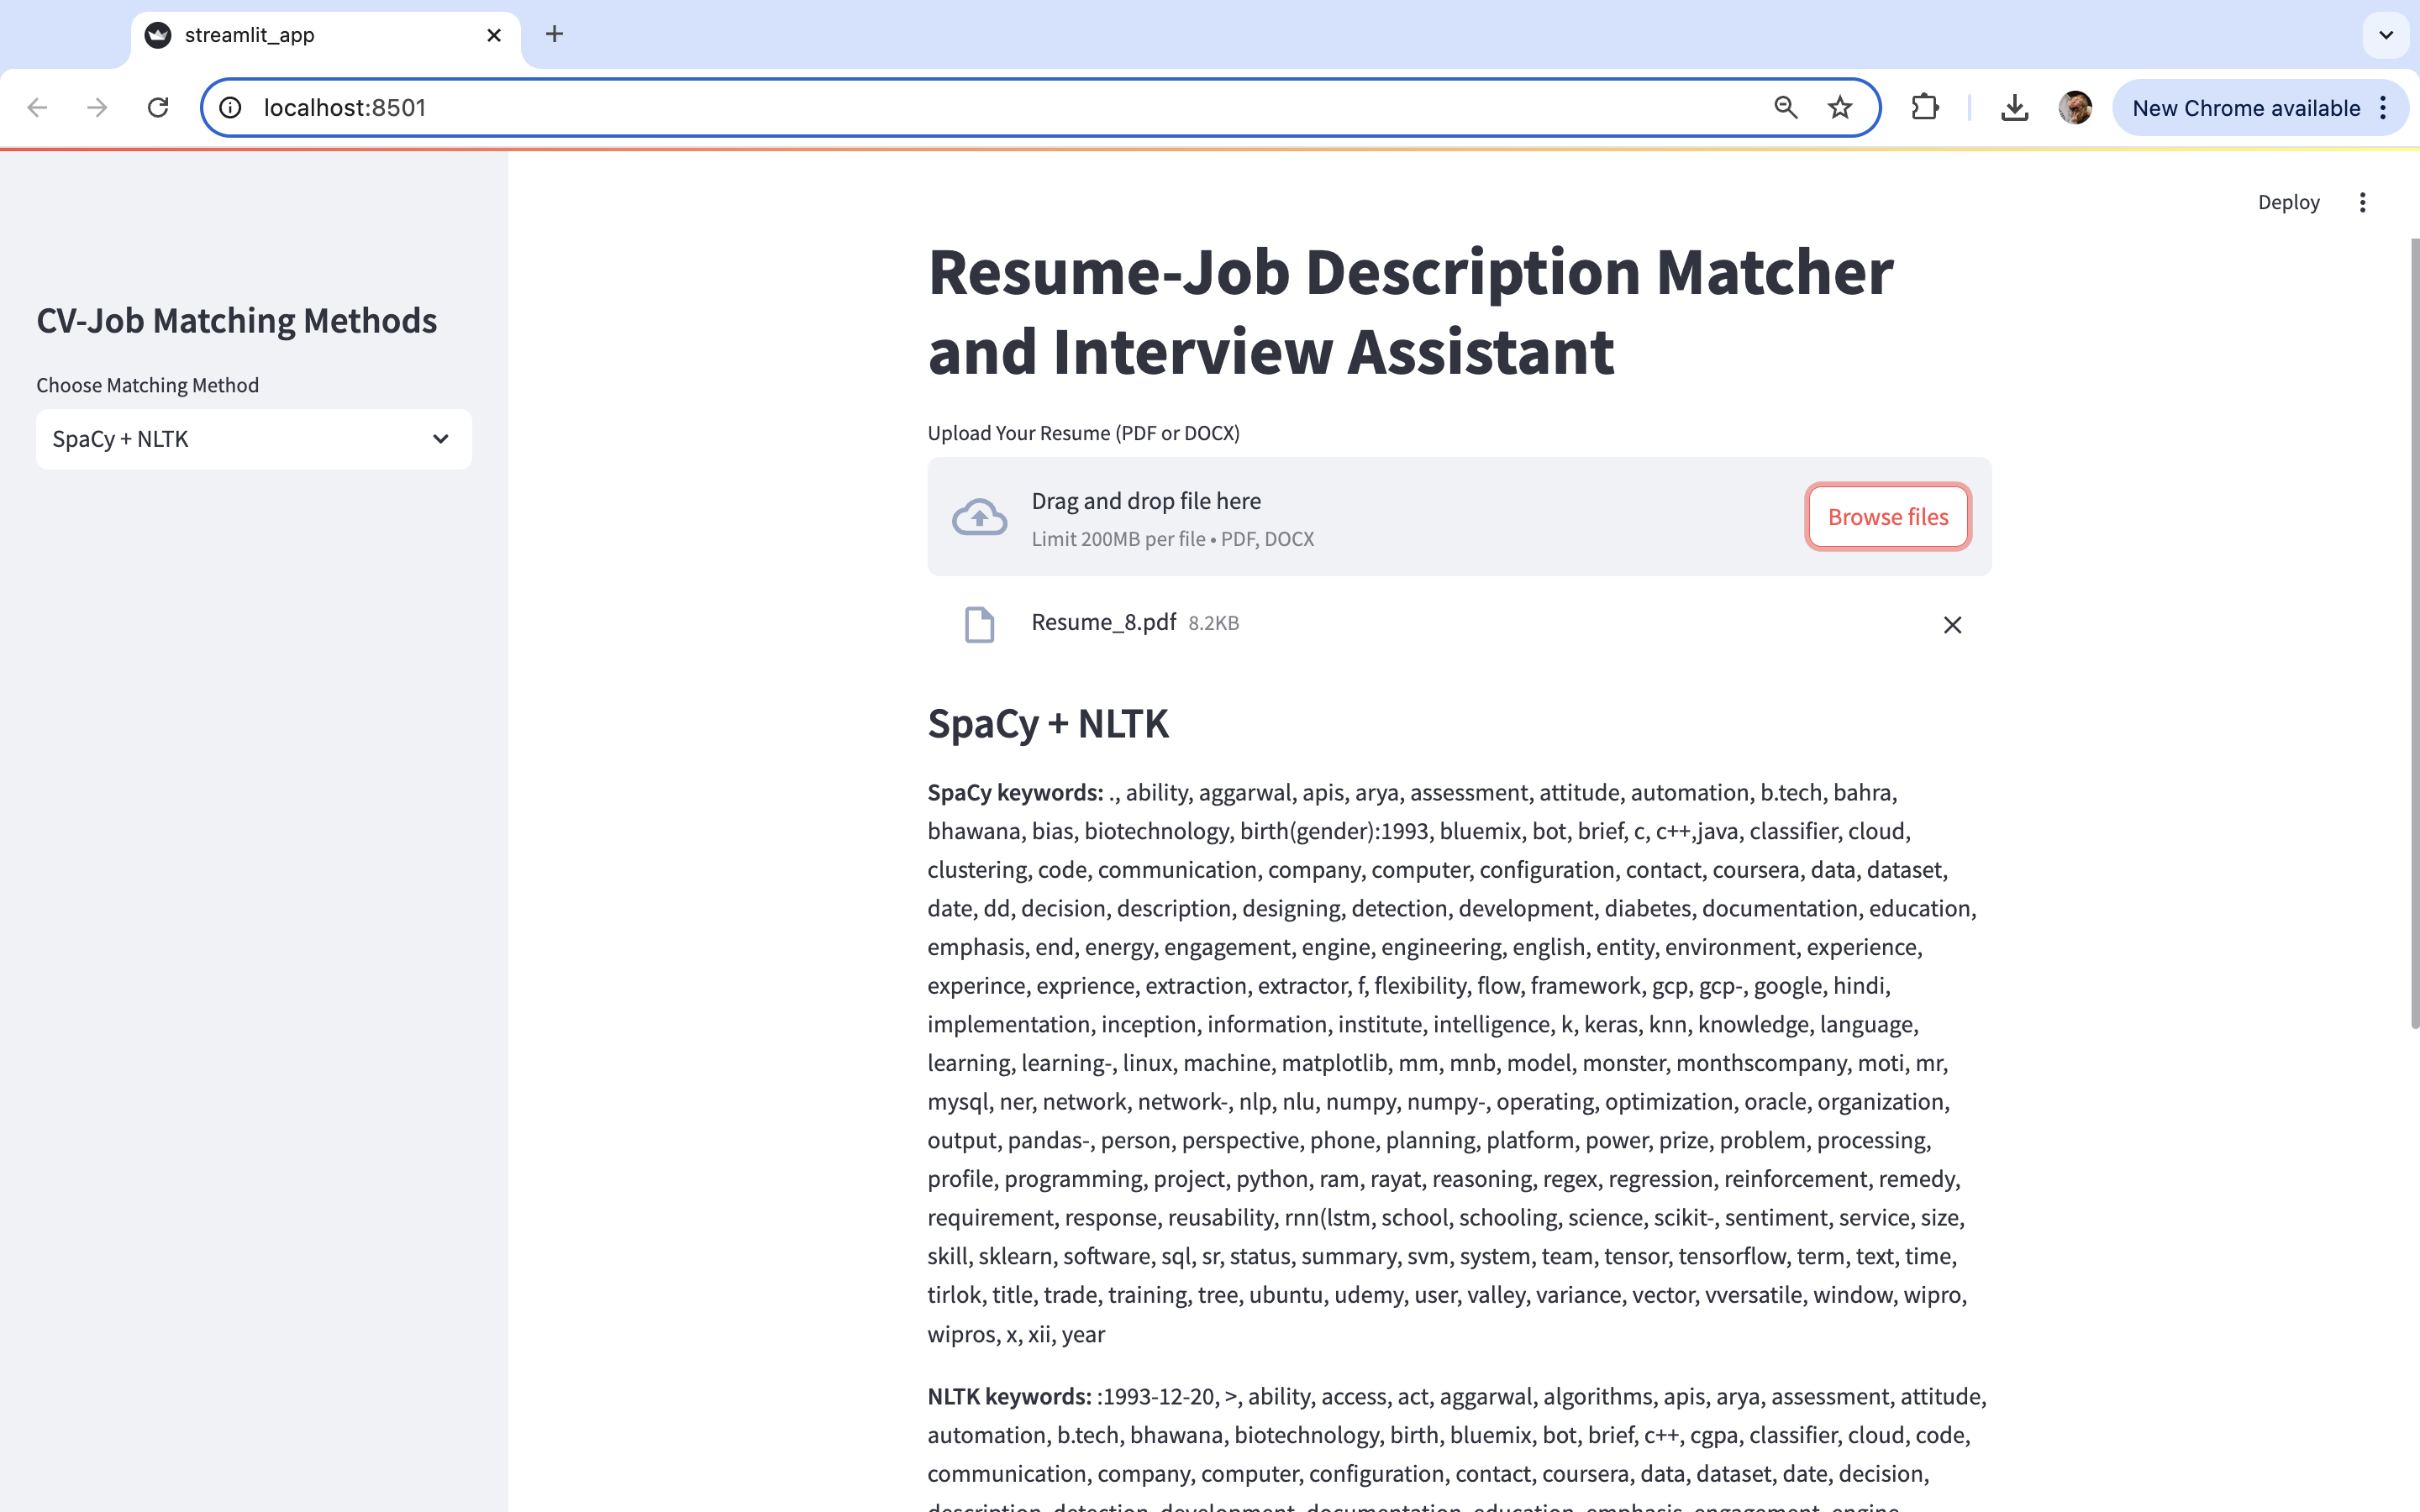 streamlit_app
localhost:8501
New Chrome available
Deploy
CV-Job Matching Methods
Choose Matching Method
SpaCy + NLTK
Resume-Job Description Matcher
and Interview Assistant
Upload Your Resume (PDF or DOCX)
Drag and drop file here
Limit 200MB per file • PDF, DOCX
Browse files
Resume_8.pdf 8.2KB
SpaCy + NLTK
SpaCy keywords: ., ability, aggarwal, apis, arya, assessment, attitude, automation, b.tech, bahra,
bhawana, bias, biotechnology, birth(gender):1993, bluemix, bot, brief, c, c++,java, classifier, cloud,
clustering, code, communication, company, computer, configuration, contact, coursera, data, dataset,
date, dd, decision, description, designing, detection, development, diabetes, documentation, education,
emphasis, end, energy, engagement, engine, engineering, english, entity, environment, experience,
experince, exprience, extraction, extractor, f, flexibility, flow, framework, gcp, gcp-, google, hindi,
implementation, inception, information, institute, intelligence, k, keras, knn, knowledge, language,
learning, learning-, linux, machine, matplotlib, mm, mnb, model, monster, monthscompany, moti, mr,
mysql, ner, network, network-, nlp, nlu, numpy, numpy-, operating, optimization, oracle, organization,
output, pandas-, person, perspective, phone, planning, platform, power, prize, problem, processing,
profile, programming, project, python, ram, rayat, reasoning, regex, regression, reinforcement, remedy,
requirement, response, reusability, rnn(lstm, school, schooling, science, scikit-, sentiment, service, size,
skill, sklearn, software, sql, sr, status, summary, svm, system, team, tensor, tensorflow, term, text, time,
tirlok, title, trade, training, tree, ubuntu, udemy, user, valley, variance, vector, vversatile, window, wipro,
wipros, x, xii, year
NLTK keywords: :1993-12-20, >, ability, access, act, aggarwal, algorithms, apis, arya, assessment, attitude,
automation, b.tech, bhawana, biotechnology, birth, bluemix, bot, brief, c++, cgpa, classifier, cloud, code,
communication, company, computer, configuration, contact, coursera, data, dataset, date, decision,
description, detection, development, documentation, education, emphasis, engagement, engine,